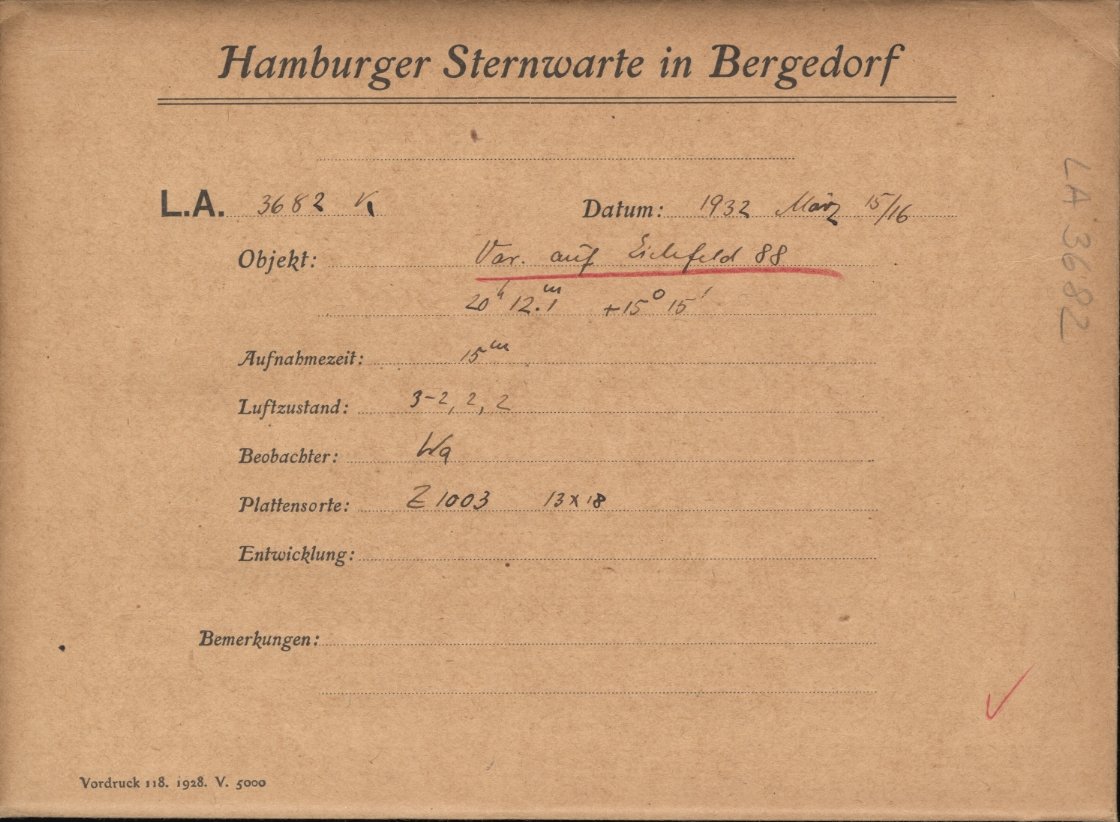 Hamburger Sternwarte in Bergedorf
L.A. 3682 Datum: 1932 März 15/16
Objekt: Var. auf Eichfeld 88
20h 12.m1 +15° 15'
Aufnahmezeit: 15m
Luftzustand: 3-2, 2, 2
Beobachter: Wa
Plattensorte: Z 1003 13x18
Entwicklung:
Bemerkungen:
Vordruck 118. 1928. V. 5000
LA 3682